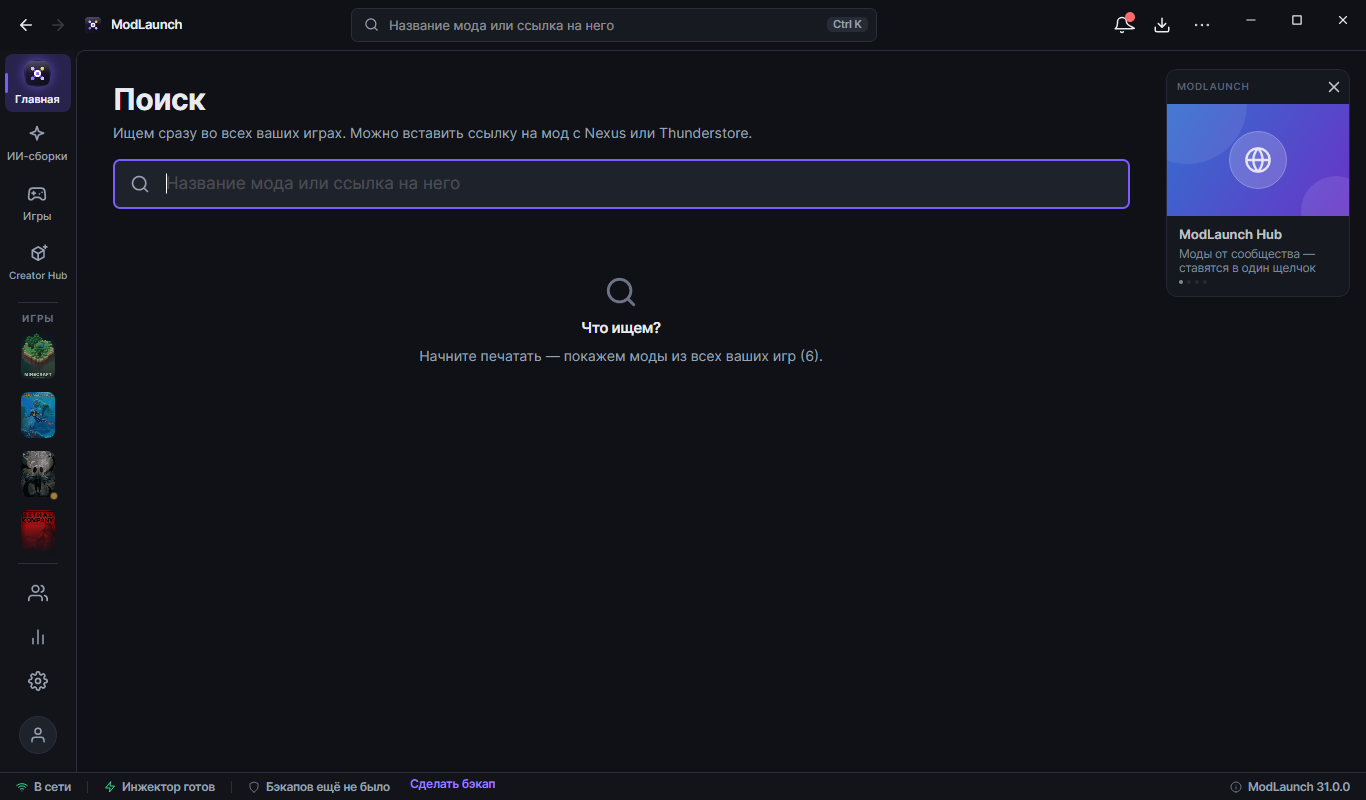 ModLaunch
Название мода или ссылка на него
Ctrl K
Главная
ИИ-сборки
Игры
Creator Hub
ИГРЫ
MINECRAFT
LETHAL
COMPANY
Поиск
Ищем сразу во всех ваших играх. Можно вставить ссылку на мод с Nexus или Thunderstore.
Название мода или ссылка на него
Что ищем?
Начните печатать — покажем моды из всех ваших игр (6).
MODLAUNCH
ModLaunch Hub
Моды от сообщества —
ставятся в один щелчок
В сети
Инжектор готов
Бэкапов ещё не было
Сделать бэкап
ModLaunch 31.0.0